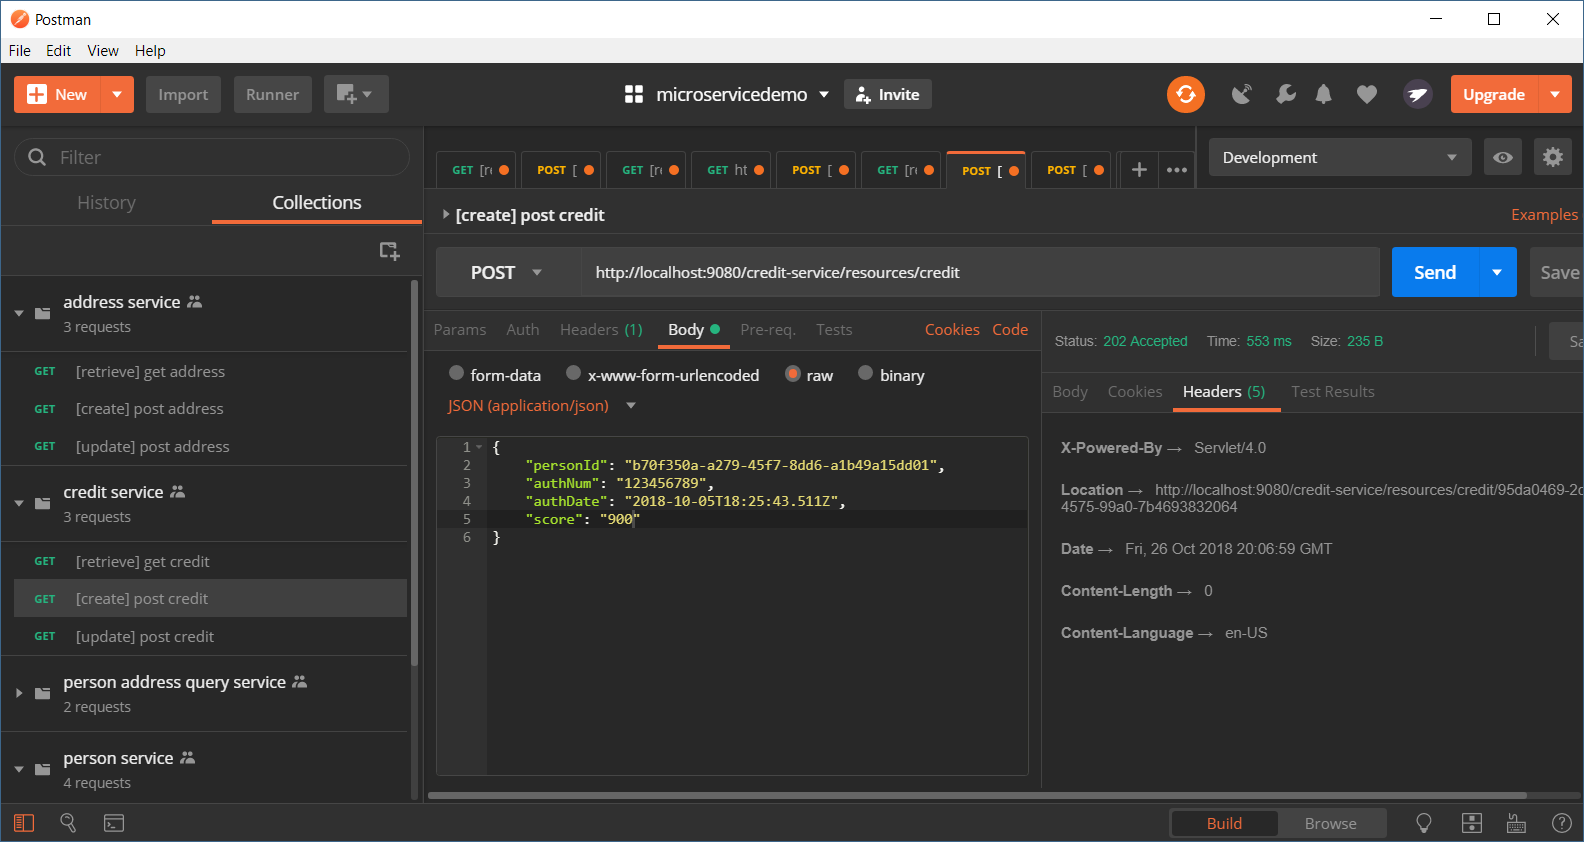 Postman
File Edit View Help
New Import Runner microservicedemo Invite Upgrade
Filter
History Collections
address service
3 requests
GET [retrieve] get address
GET [create] post address
GET [update] post address
credit service
3 requests
GET [retrieve] get credit
GET [create] post credit
GET [update] post credit
person address query service
2 requests
person service
4 requests
GET [re POST [ GET [re GET ht POST [ GET [re POST [ POST [
Development
[create] post credit
Examples
POST http://localhost:9080/credit-service/resources/credit
Send Save
Params Auth Headers (1) Body Pre-req. Tests Cookies Code
form-data x-www-form-urlencoded raw binary
JSON (application/json)
1 {
2 "personId": "b70f350a-a279-45f7-8dd6-a1b49a15dd01",
3 "authNum": "123456789",
4 "authDate": "2018-10-05T18:25:43.511Z",
5 "score": "900"
6 }
Status: 202 Accepted Time: 553 ms Size: 235 B Sa
Body Cookies Headers (5) Test Results
X-Powered-By → Servlet/4.0
Location → http://localhost:9080/credit-service/resources/credit/95da0469-2c
4575-99a0-7b4693832064
Date → Fri, 26 Oct 2018 20:06:59 GMT
Content-Length → 0
Content-Language → en-US
Build Browse